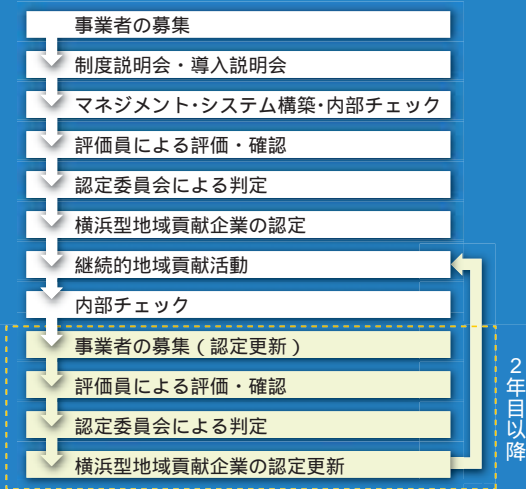 事業者の募集
制度説明会・導入説明会
マネジメント・システム構築・内部チェック
評価員による評価・確認
認定委員会による判定
横浜型地域貢献企業の認定
継続的地域貢献活動
内部チェック
事業者の募集(認定更新)
評価員による評価・確認
認定委員会による判定
横浜型地域貢献企業の認定更新
2年目以降